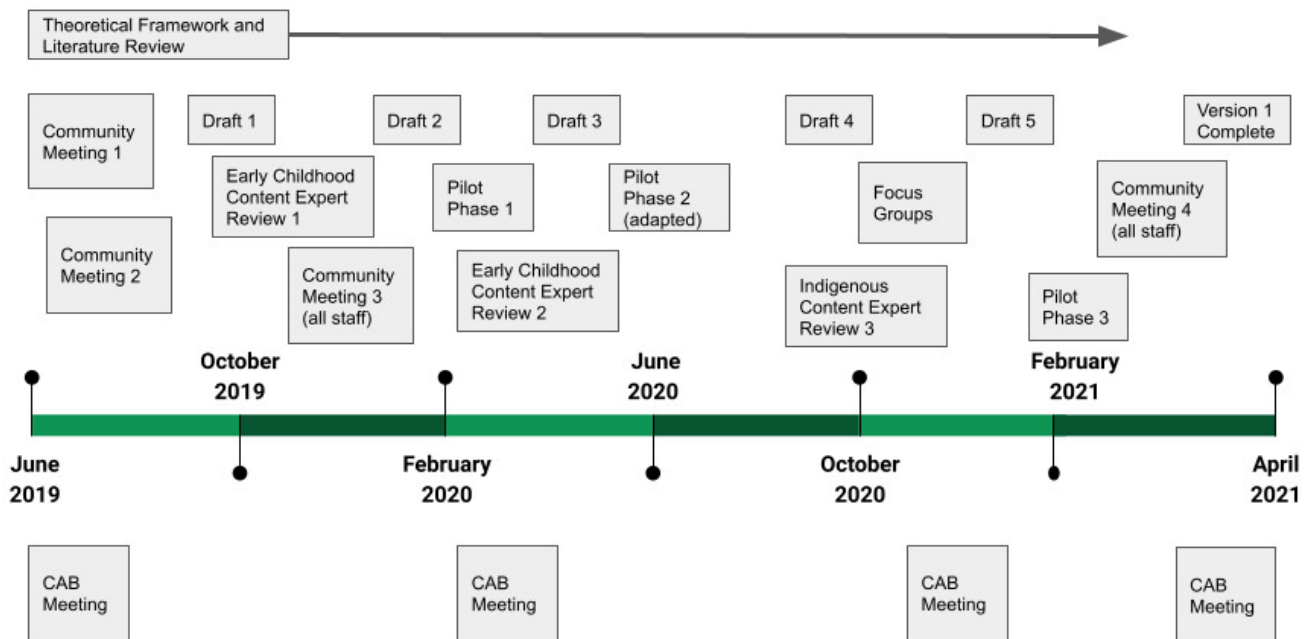 Theoretical Framework and
Literature Review
Community
Meeting 1
Draft 1
Draft 2
Draft 3
Draft 4
Draft 5
Version 1
Complete
Early Childhood
Content Expert
Review 1
Pilot
Phase 1
Pilot
Phase 2
(adapted)
Focus
Groups
Community
Meeting 4
(all staff)
Community
Meeting 2
Community
Meeting 3
(all staff)
Early Childhood
Content Expert
Review 2
Indigenous
Content Expert
Review 3
Pilot
Phase 3
October
2019
June
2020
February
2021
June
2019
February
2020
October
2020
April
2021
CAB
Meeting
CAB
Meeting
CAB
Meeting
CAB
Meeting